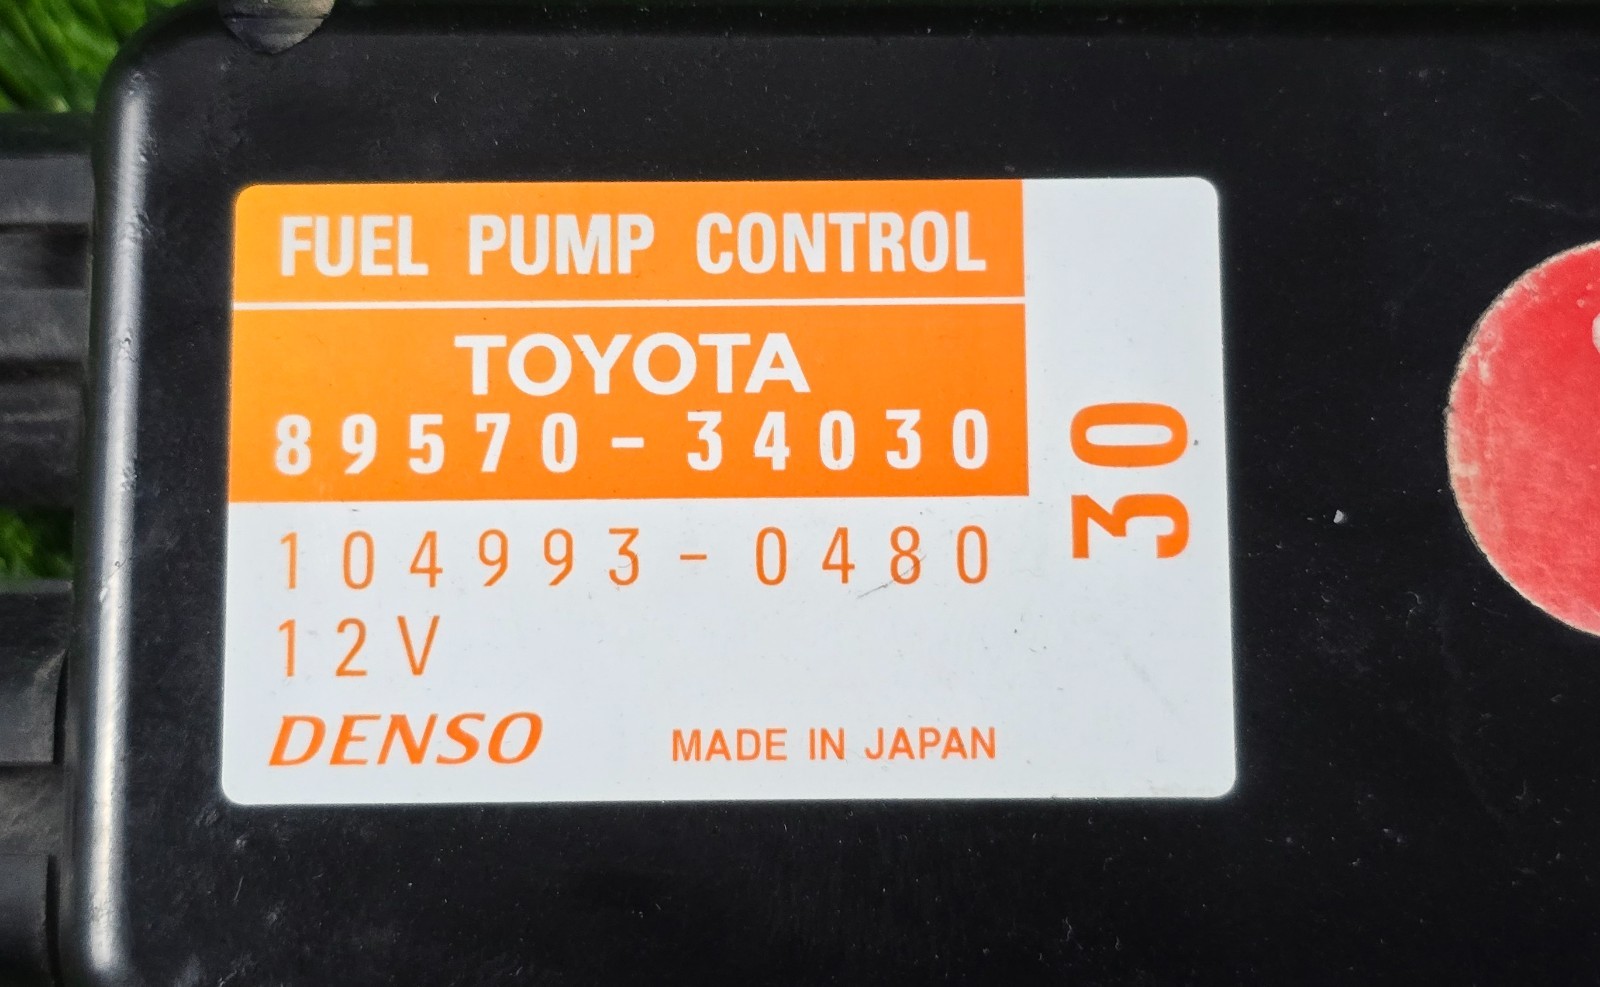 FUEL PUMP CONTROL
TOYOTA
89570-34030
104993-0480
12V
DENSO MADE IN JAPAN
30